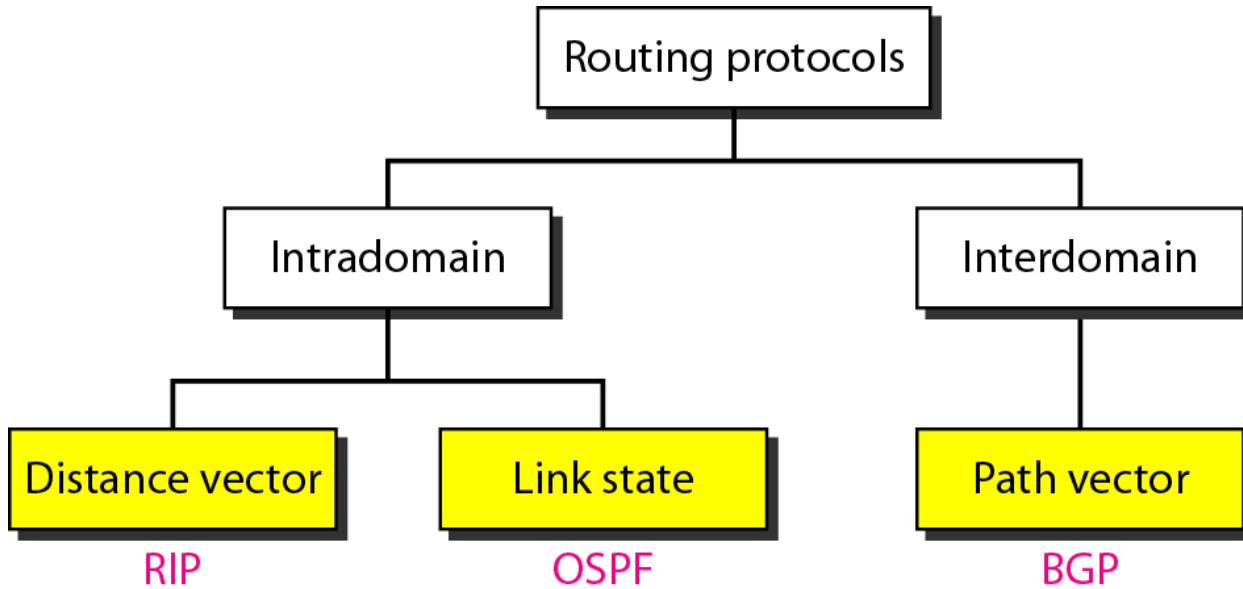 Routing protocols
Intradomain
Interdomain
Distance vector
Link state
Path vector
RIP
OSPF
BGP